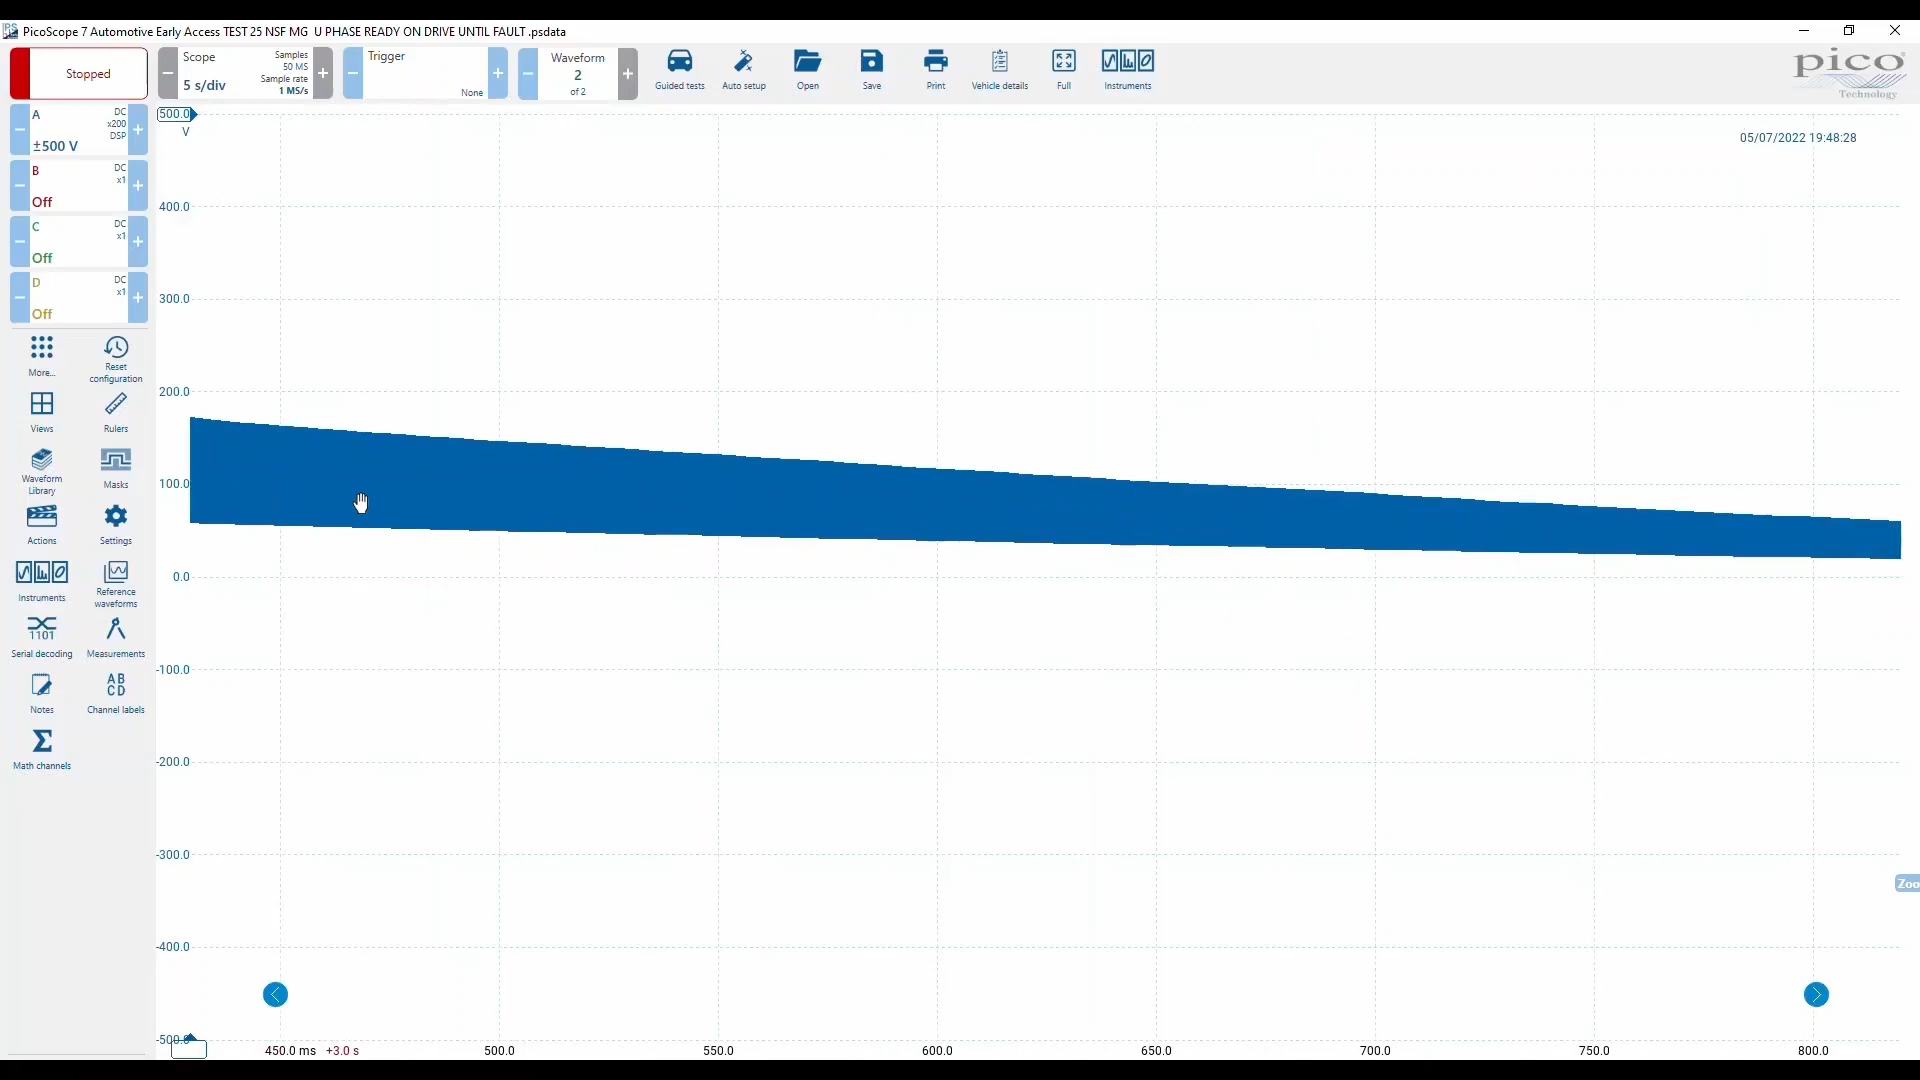 PicoScope 7 Automotive Early Access TEST 25 NSF MG U PHASE READY ON DRIVE UNTIL FAULT .psdata
Stopped
Scope
5 s/div
Samples
50 MS
Sample rate
1 MS/s
Trigger
None
Waveform
2
of 2
Guided tests
Auto setup
Open
Save
Print
Vehicle details
Full
Instruments
pico
Technology
A
DC
x200
DSP
±500 V
B
DC
x1
Off
C
DC
x1
Off
D
DC
x1
Off
More...
Reset
configuration
Views
Rulers
Waveform
Library
Masks
Actions
Settings
Instruments
Reference
waveforms
1101
Serial decoding
Measurements
Notes
AB
CD
Channel labels
Math channels
500.0
V
05/07/2022 19:48:28
400.0
300.0
200.0
100.0
0.0
-100.0
-200.0
-300.0
-400.0
-500.0
Zoo
450.0 ms +3.0 s 500.0 550.0 600.0 650.0 700.0 750.0 800.0